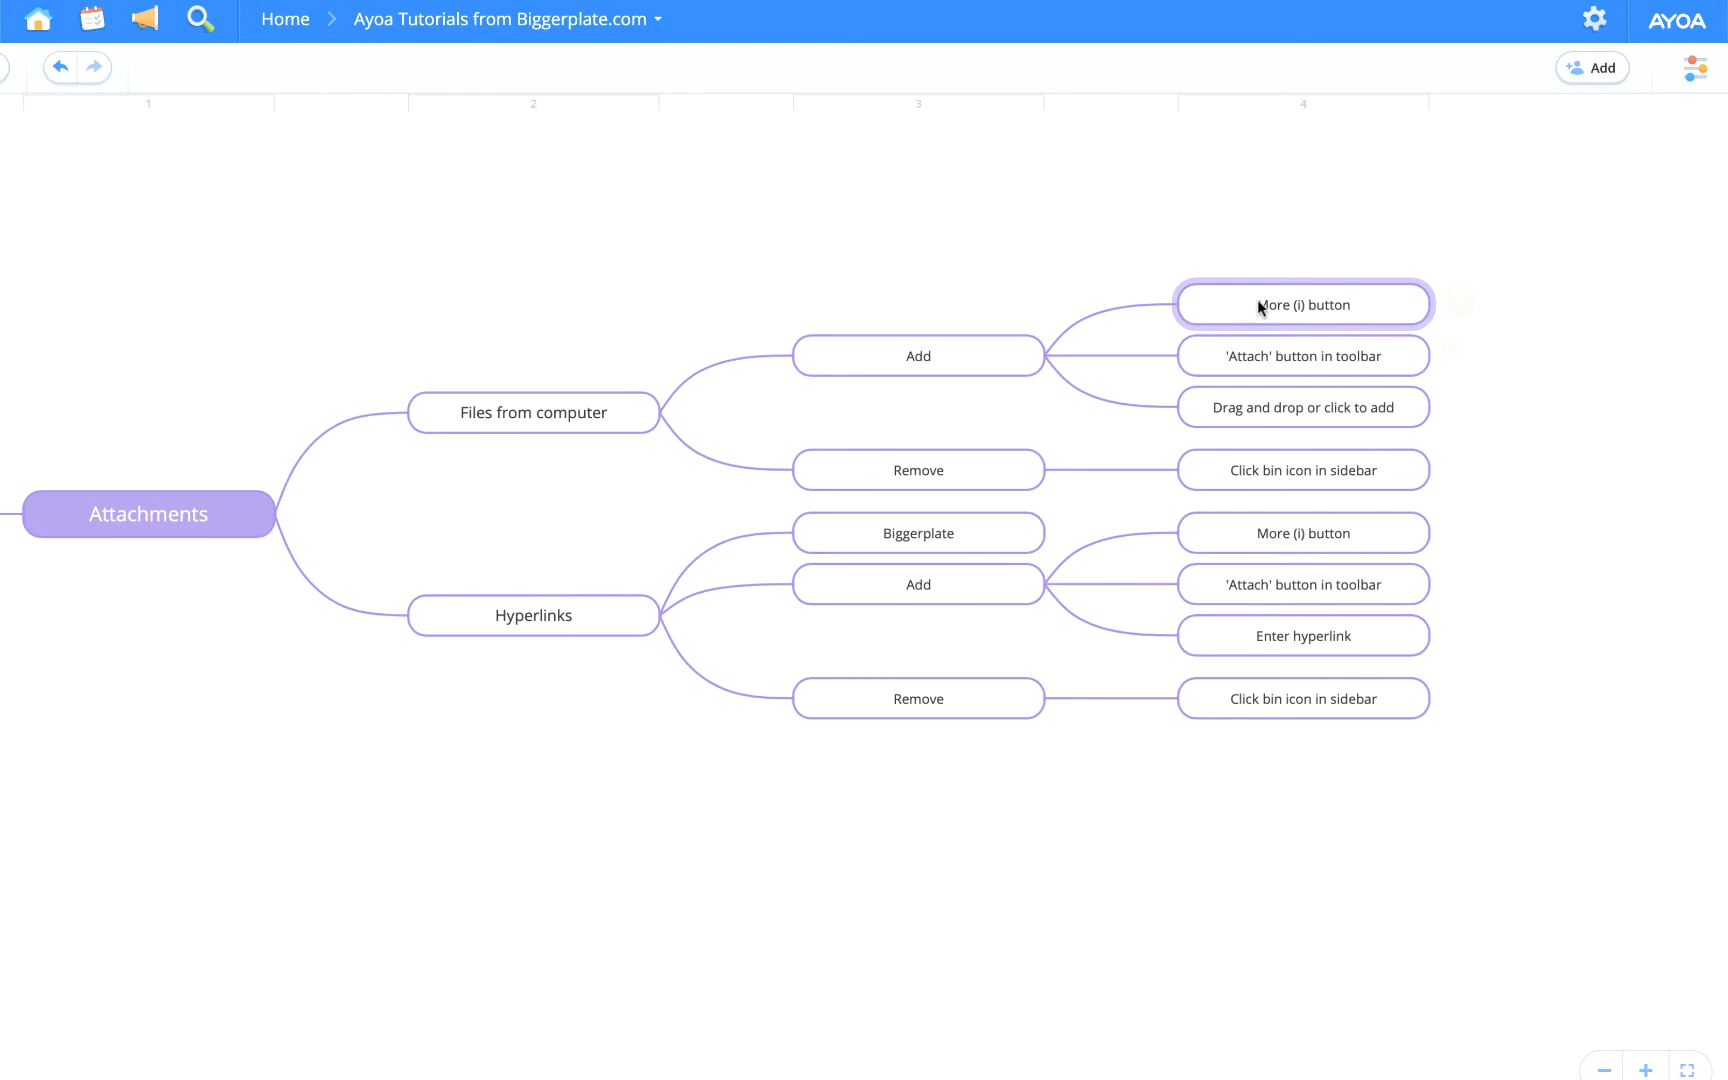 Home
Ayoa Tutorials from Biggerplate.com
AYOA
Add
1
2
3
4
More (i) button
Add
'Attach' button in toolbar
Drag and drop or click to add
Files from computer
Remove
Click bin icon in sidebar
Attachments
Biggerplate
More (i) button
Add
'Attach' button in toolbar
Hyperlinks
Enter hyperlink
Remove
Click bin icon in sidebar